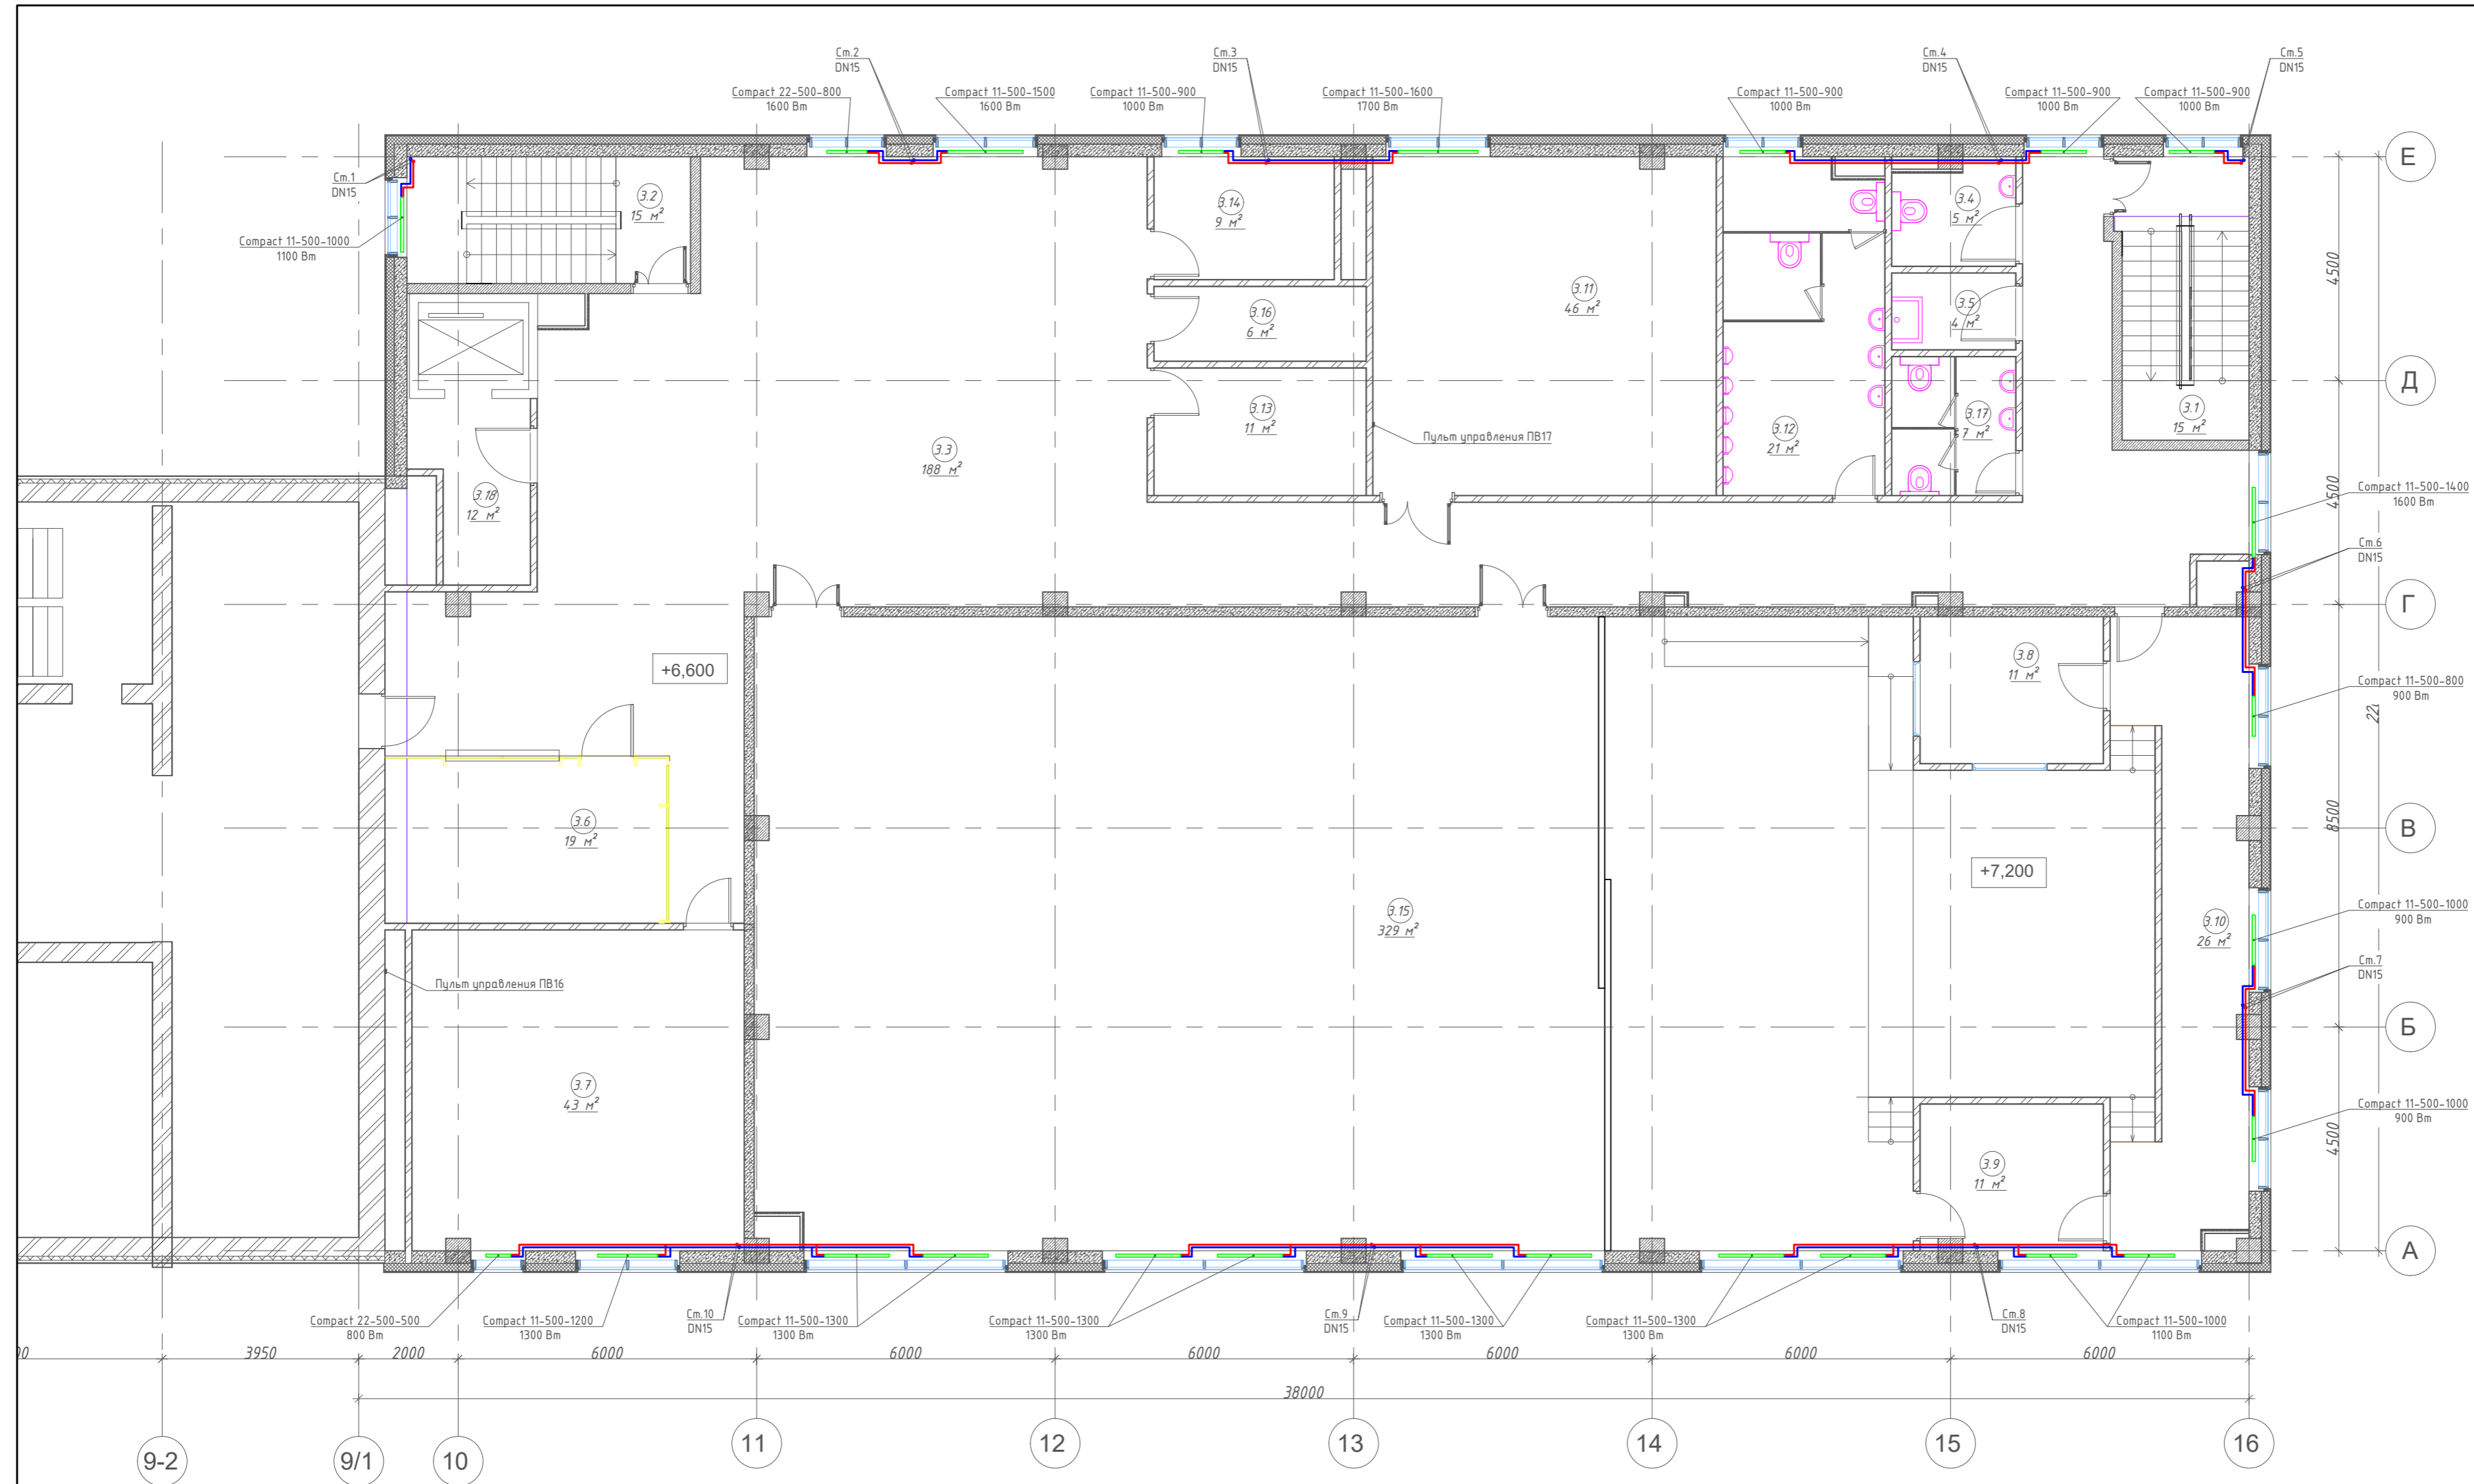 Ст.2
DN15
Ст.3
DN15
Ст.4
DN15
Ст.5
DN15
Compact 22-500-800
1600 Вт
Compact 11-500-1500
1600 Вт
Compact 11-500-900
1000 Вт
Compact 11-500-1600
1700 Вт
Compact 11-500-900
1000 Вт
Compact 11-500-900
1000 Вт
Compact 11-500-900
1000 Вт
Е
Ст.1
DN15
3.2
15 м²
3.14
9 м²
3.4
5 м²
Compact 11-500-1000
1100 Вт
4500
3.16
6 м²
3.11
46 м²
3.5
4 м²
Д
3.13
11 м²
3.1
15 м²
3.3
188 м²
Пульт управления ПВ17
3.12
21 м²
3.17
7 м²
3.18
12 м²
4500
Compact 11-500-1400
1600 Вт
Ст.6
DN15
Г
+6,600
3.8
11 м²
Compact 11-500-800
900 Вт
22
3.6
19 м²
8500
В
+7,200
3.15
329 м²
3.10
26 м²
Compact 11-500-1000
900 Вт
Ст.7
DN15
Пульт управления ПВ16
Б
3.7
43 м²
Compact 11-500-1000
900 Вт
4500
3.9
11 м²
А
Compact 22-500-500
800 Вт
Compact 11-500-1200
1300 Вт
Ст.10
DN15
Compact 11-500-1300
1300 Вт
Compact 11-500-1300
1300 Вт
Ст.9
DN15
Compact 11-500-1300
1300 Вт
Compact 11-500-1300
1300 Вт
Ст.8
DN15
Compact 11-500-1000
1100 Вт
3950
2000
6000
6000
6000
6000
6000
6000
38000
9-2
9/1
10
11
12
13
14
15
16